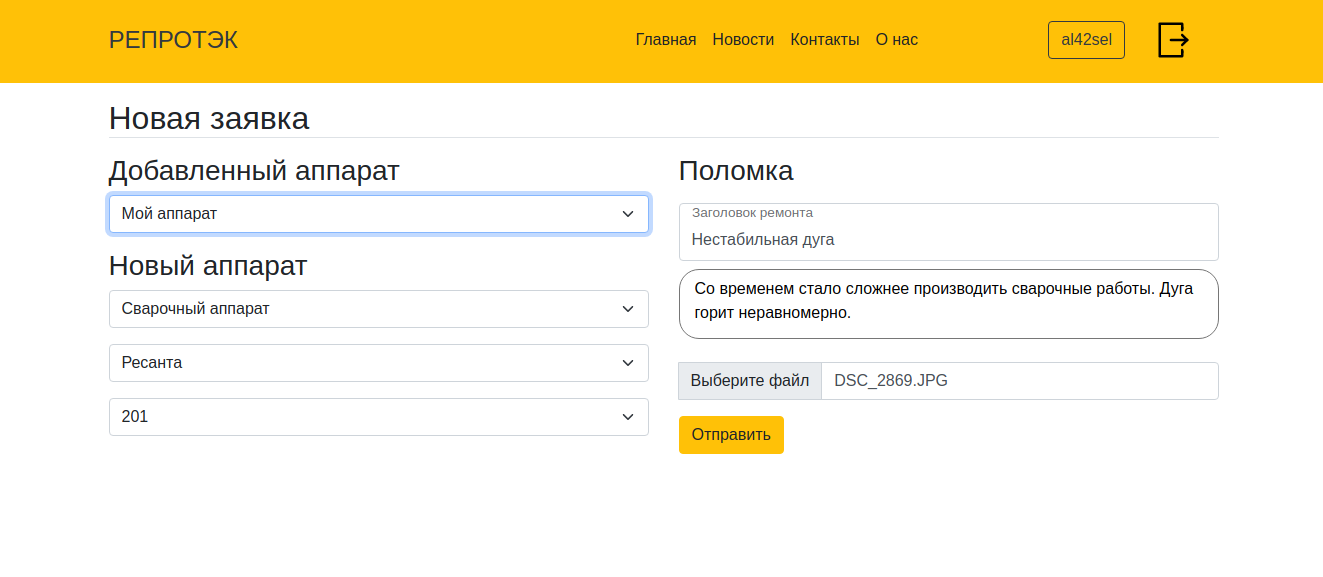 РЕПРОТЭК
Главная Новости Контакты О нас
al42sel
Новая заявка
Добавленный аппарат
Мой аппарат
Новый аппарат
Сварочный аппарат
Ресанта
201
Поломка
Заголовок ремонта
Нестабильная дуга
Со временем стало сложнее производить сварочные работы. Дуга
горит неравномерно.
Выберите файл DSC_2869.JPG
Отправить